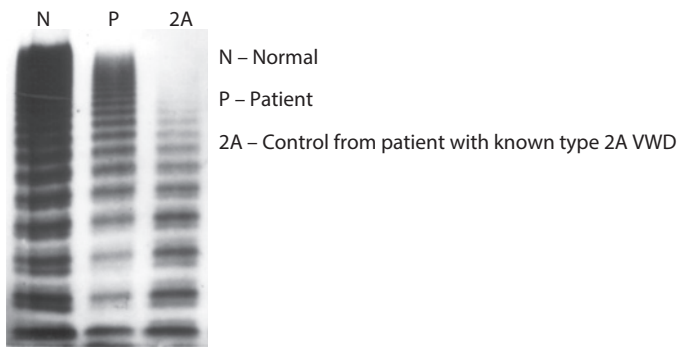 N P 2A
N – Normal
P – Patient
2A – Control from patient with known type 2A VWD